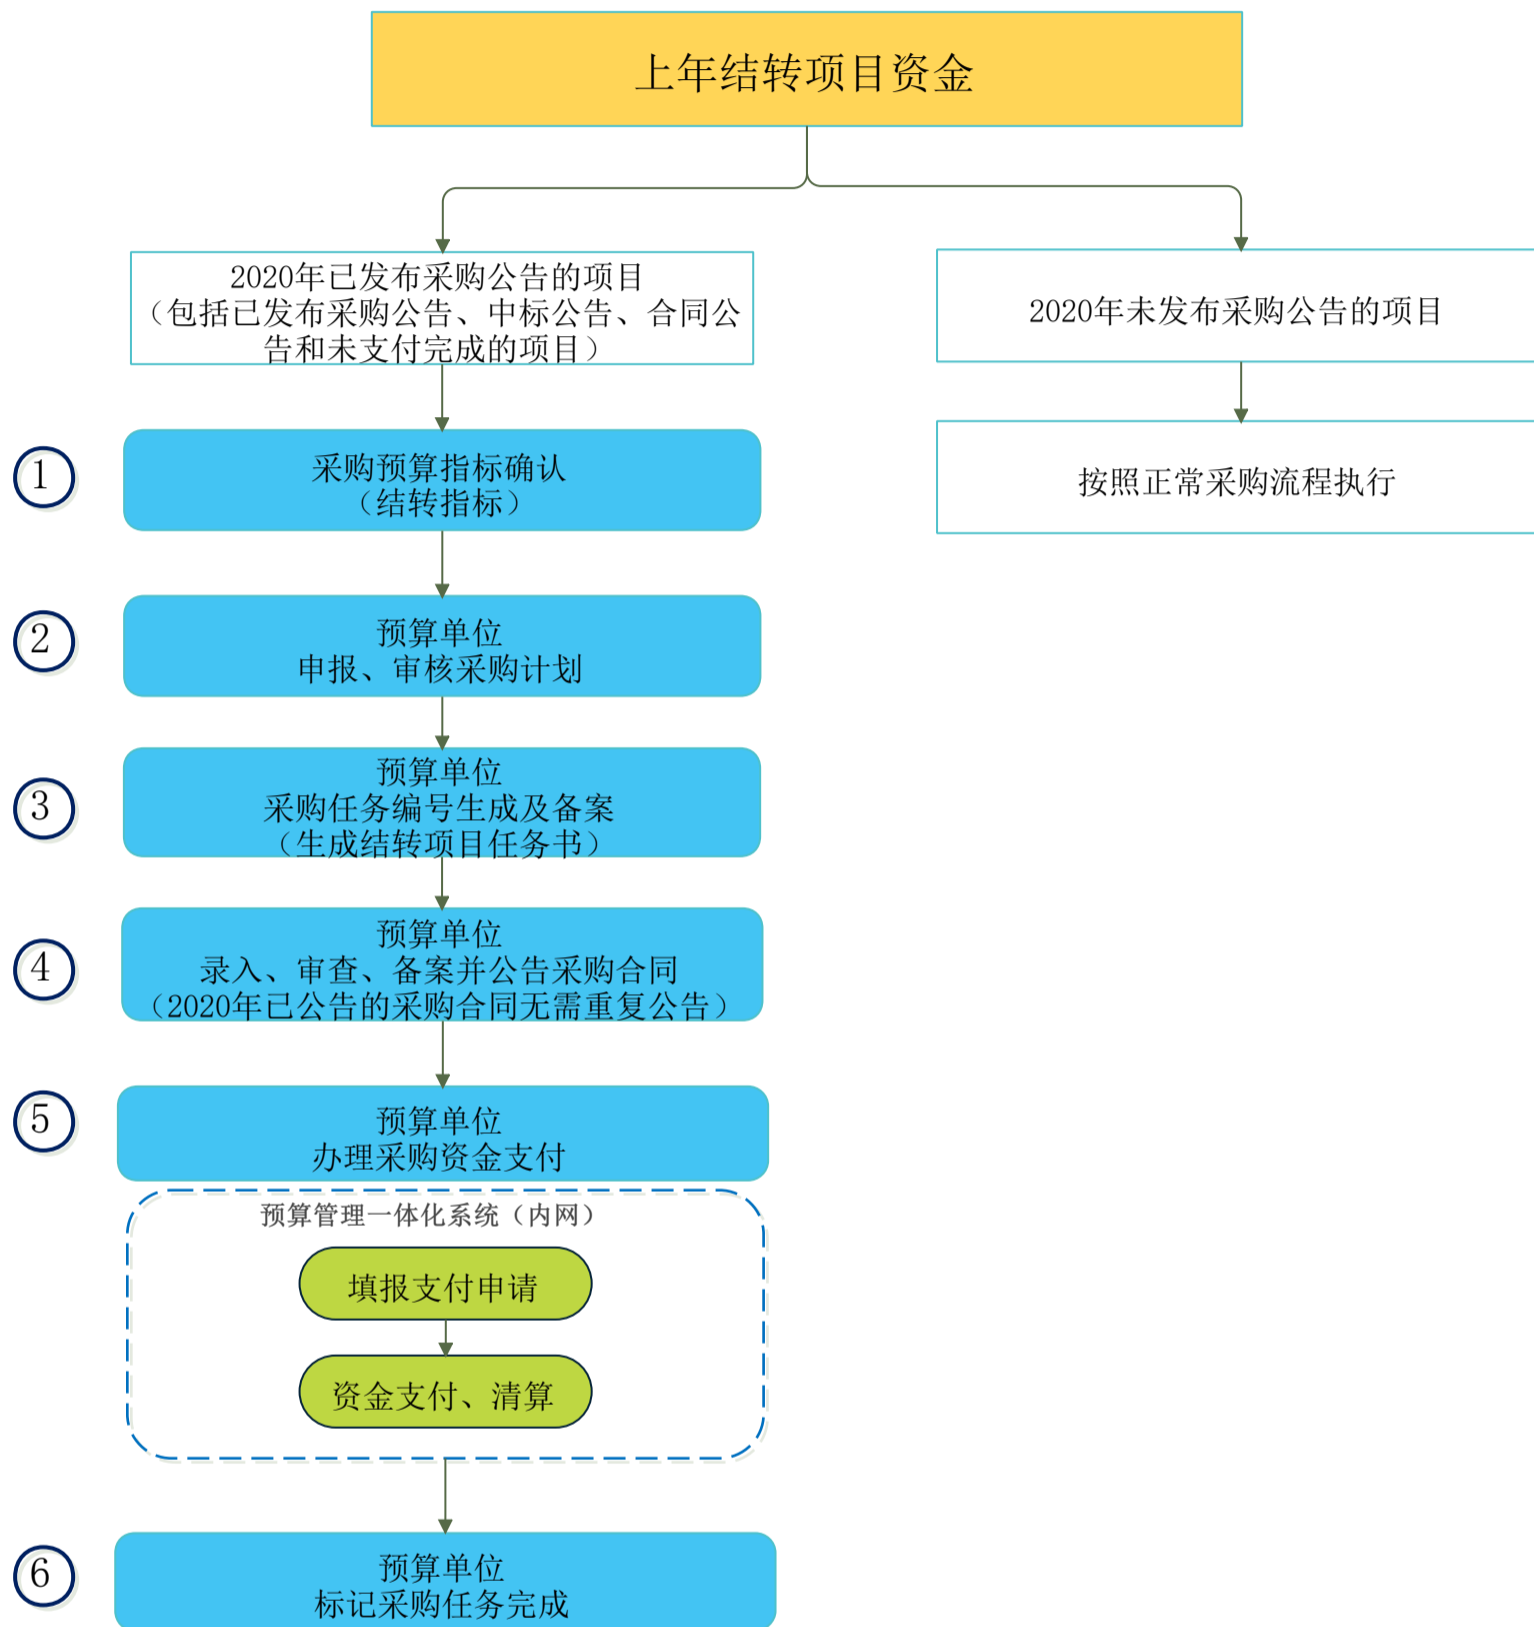 上年结转项目资金
2020年已发布采购公告的项目
（包括已发布采购公告、中标公告、合同公
告和未支付完成的项目）
2020年未发布采购公告的项目
按照正常采购流程执行
1
采购预算指标确认
（结转指标）
2
预算单位
申报、审核采购计划
3
预算单位
采购任务编号生成及备案
（生成结转项目任务书）
4
预算单位
录入、审查、备案并公告采购合同
（2020年已公告的采购合同无需重复公告）
5
预算单位
办理采购资金支付
预算管理一体化系统（内网）
填报支付申请
资金支付、清算
6
预算单位
标记采购任务完成